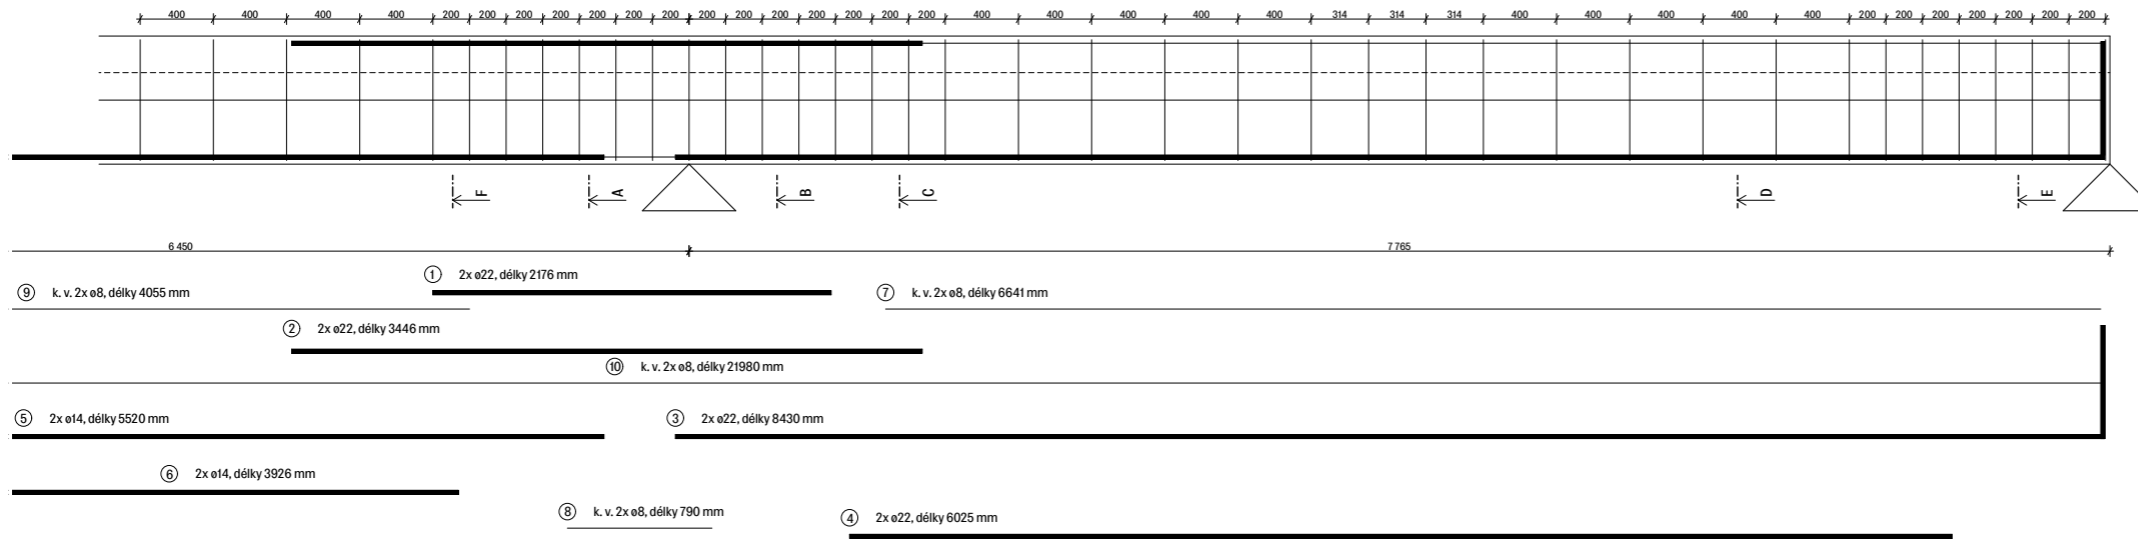 400 400 400 400 200 200 200 200 200 200 200 200 200 200 200 200 200 200 400 400 400 400 400 314 314 314 400 400 400 400 400 200 200 200 200 200 200 200
F A B C D E
6 450 7 765
1 2x ø22, délky 2176 mm
9 k. v. 2x ø8, délky 4055 mm 7 k. v. 2x ø8, délky 6641 mm
2 2x ø22, délky 3446 mm
10 k. v. 2x ø8, délky 21980 mm
5 2x ø14, délky 5520 mm 3 2x ø22, délky 8430 mm
6 2x ø14, délky 3926 mm
8 k. v. 2x ø8, délky 790 mm 4 2x ø22, délky 6025 mm